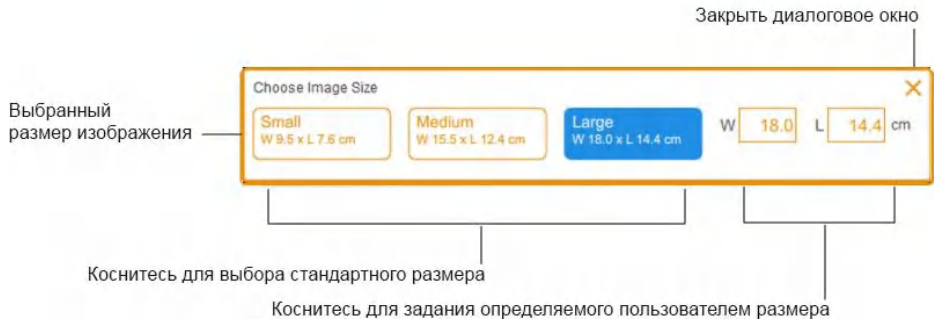 Закрыть диалоговое окно
Choose Image Size
Выбранный
размер изображения
Small
W 9.5 x L 7.6 cm
Medium
W 15.5 x L 12.4 cm
Large
W 18.0 x L 14.4 cm
W 18.0 L 14.4 cm
Коснитесь для выбора стандартного размера
Коснитесь для задания определяемого пользователем размера